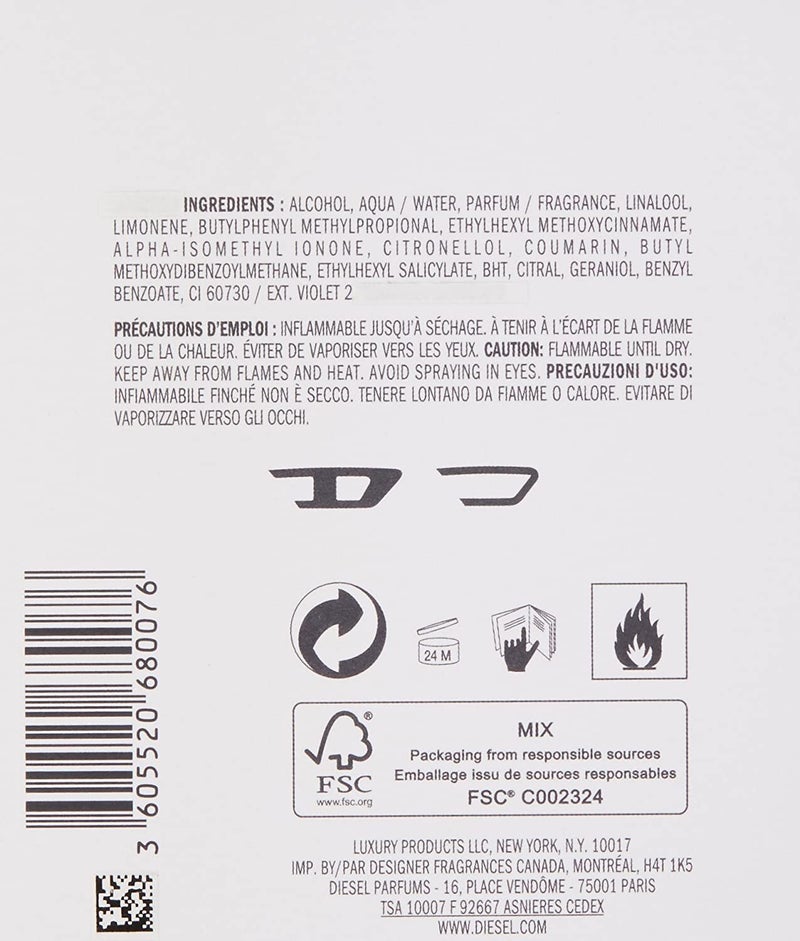 INGREDIENTS : ALCOHOL, AQUA / WATER, PARFUM / FRAGRANCE, LINALOOL,
LIMONENE, BUTYLPHENYL METHYLPROPIONAL, ETHYLHEXYL METHOXYCINNAMATE,
ALPHA-ISOMETHYL IONONE, CITRONELLOL, COUMARIN, BUTYL
METHOXYDIBENZOYLMETHANE, ETHYLHEXYL SALICYLATE, BHT, CITRAL, GERANIOL, BENZYL
BENZOATE, CI 60730 / EXT. VIOLET 2
PRÉCAUTIONS D'EMPLOI : INFLAMMABLE JUSQU'À SÉCHAGE. À TENIR À L'ÉCART DE LA FLAMME
OU DE LA CHALEUR. ÉVITER DE VAPORISER VERS LES YEUX. CAUTION: FLAMMABLE UNTIL DRY.
KEEP AWAY FROM FLAMES AND HEAT. AVOID SPRAYING IN EYES. PRECAUZIONI D'USO:
INFIAMMABILE FINCHÉ NON È SECCO. TENERE LONTANO DA FIAMME O CALORE. EVITARE DI
VAPORIZZARE VERSO GLI OCCHI.
D
3 605520 680076
24 M
FSC®
www.fsc.org
MIX
Packaging from responsible sources
Emballage issu de sources responsables
FSC® C002324
LUXURY PRODUCTS LLC, NEW YORK, N.Y. 10017
IMP. BY/PAR DESIGNER FRAGRANCES CANADA, MONTRÉAL, H4T 1K5
DIESEL PARFUMS - 16, PLACE VENDÔME - 75001 PARIS
TSA 10007 F 92667 ASNIERES CEDEX
WWW.DIESEL.COM